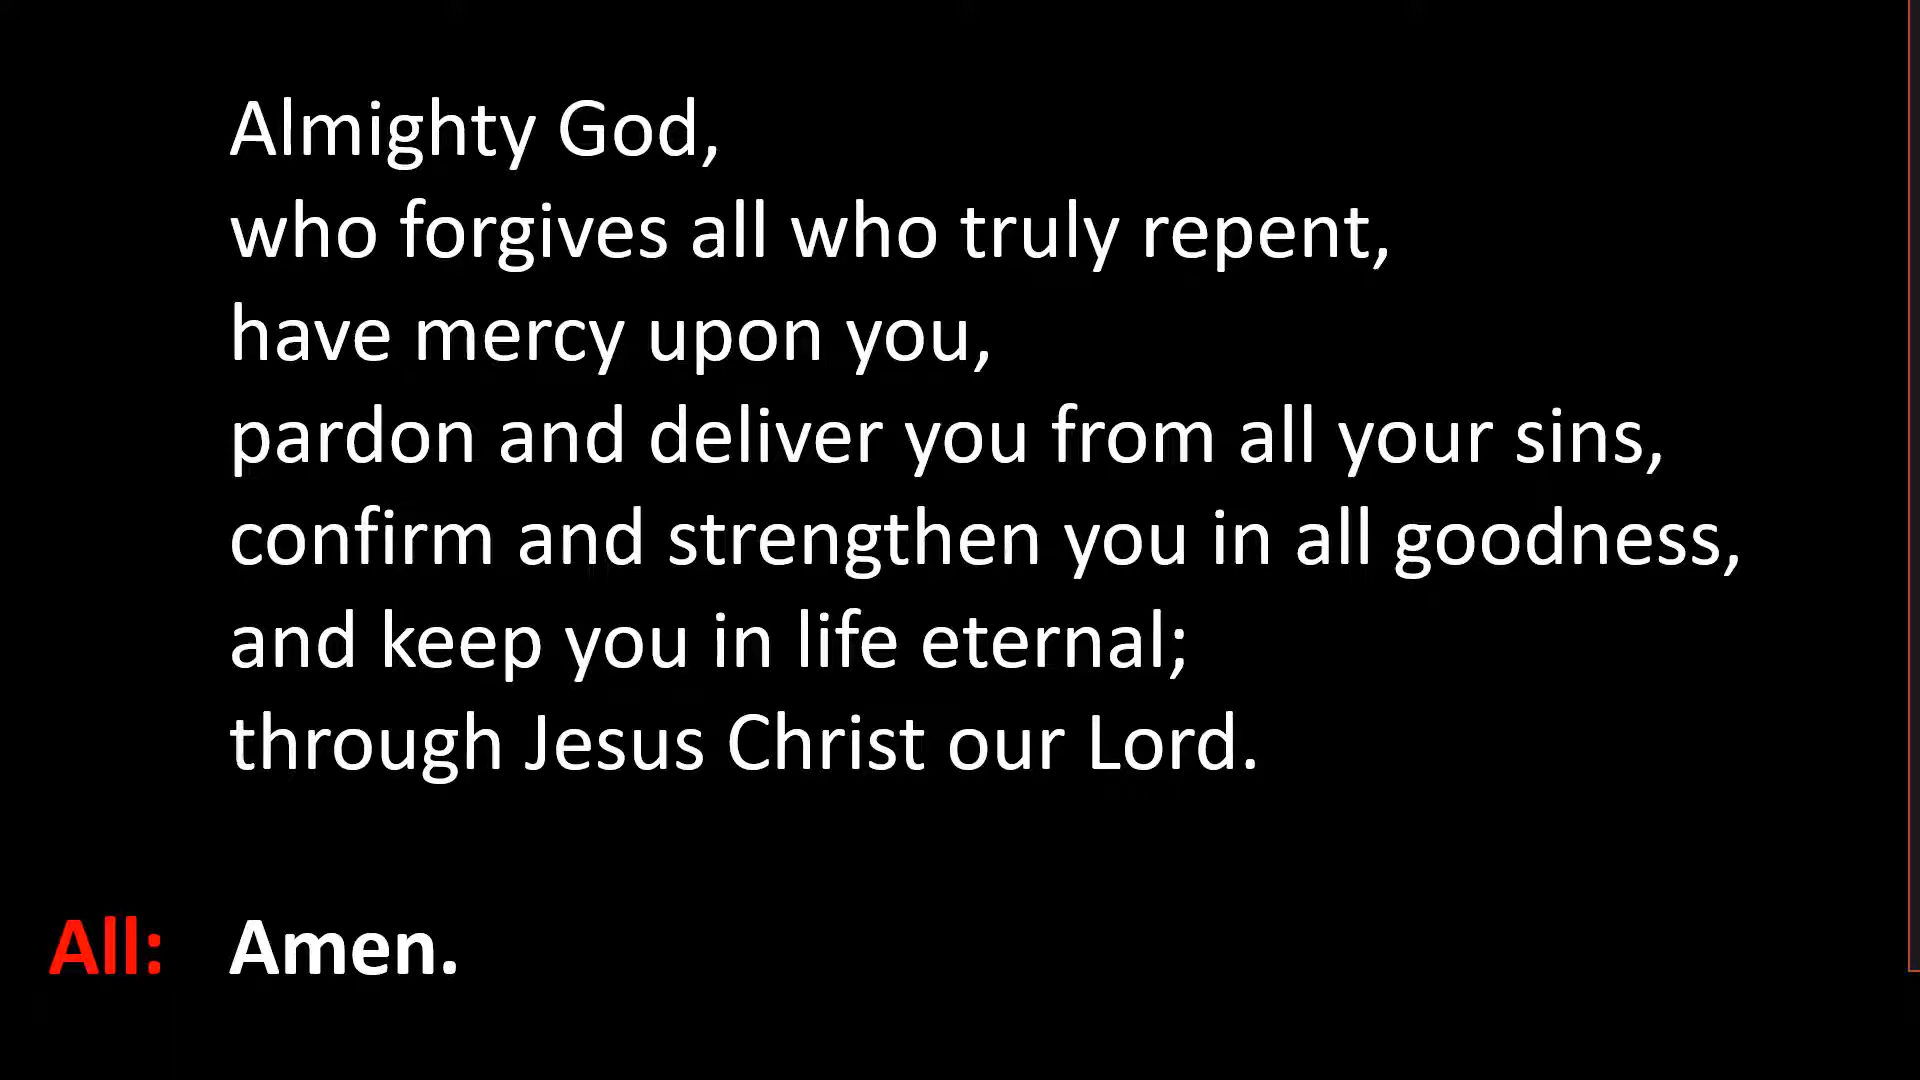 Almighty God,
who forgives all who truly repent,
have mercy upon you,
pardon and deliver you from all your sins,
confirm and strengthen you in all goodness,
and keep you in life eternal;
through Jesus Christ our Lord.
All: Amen.